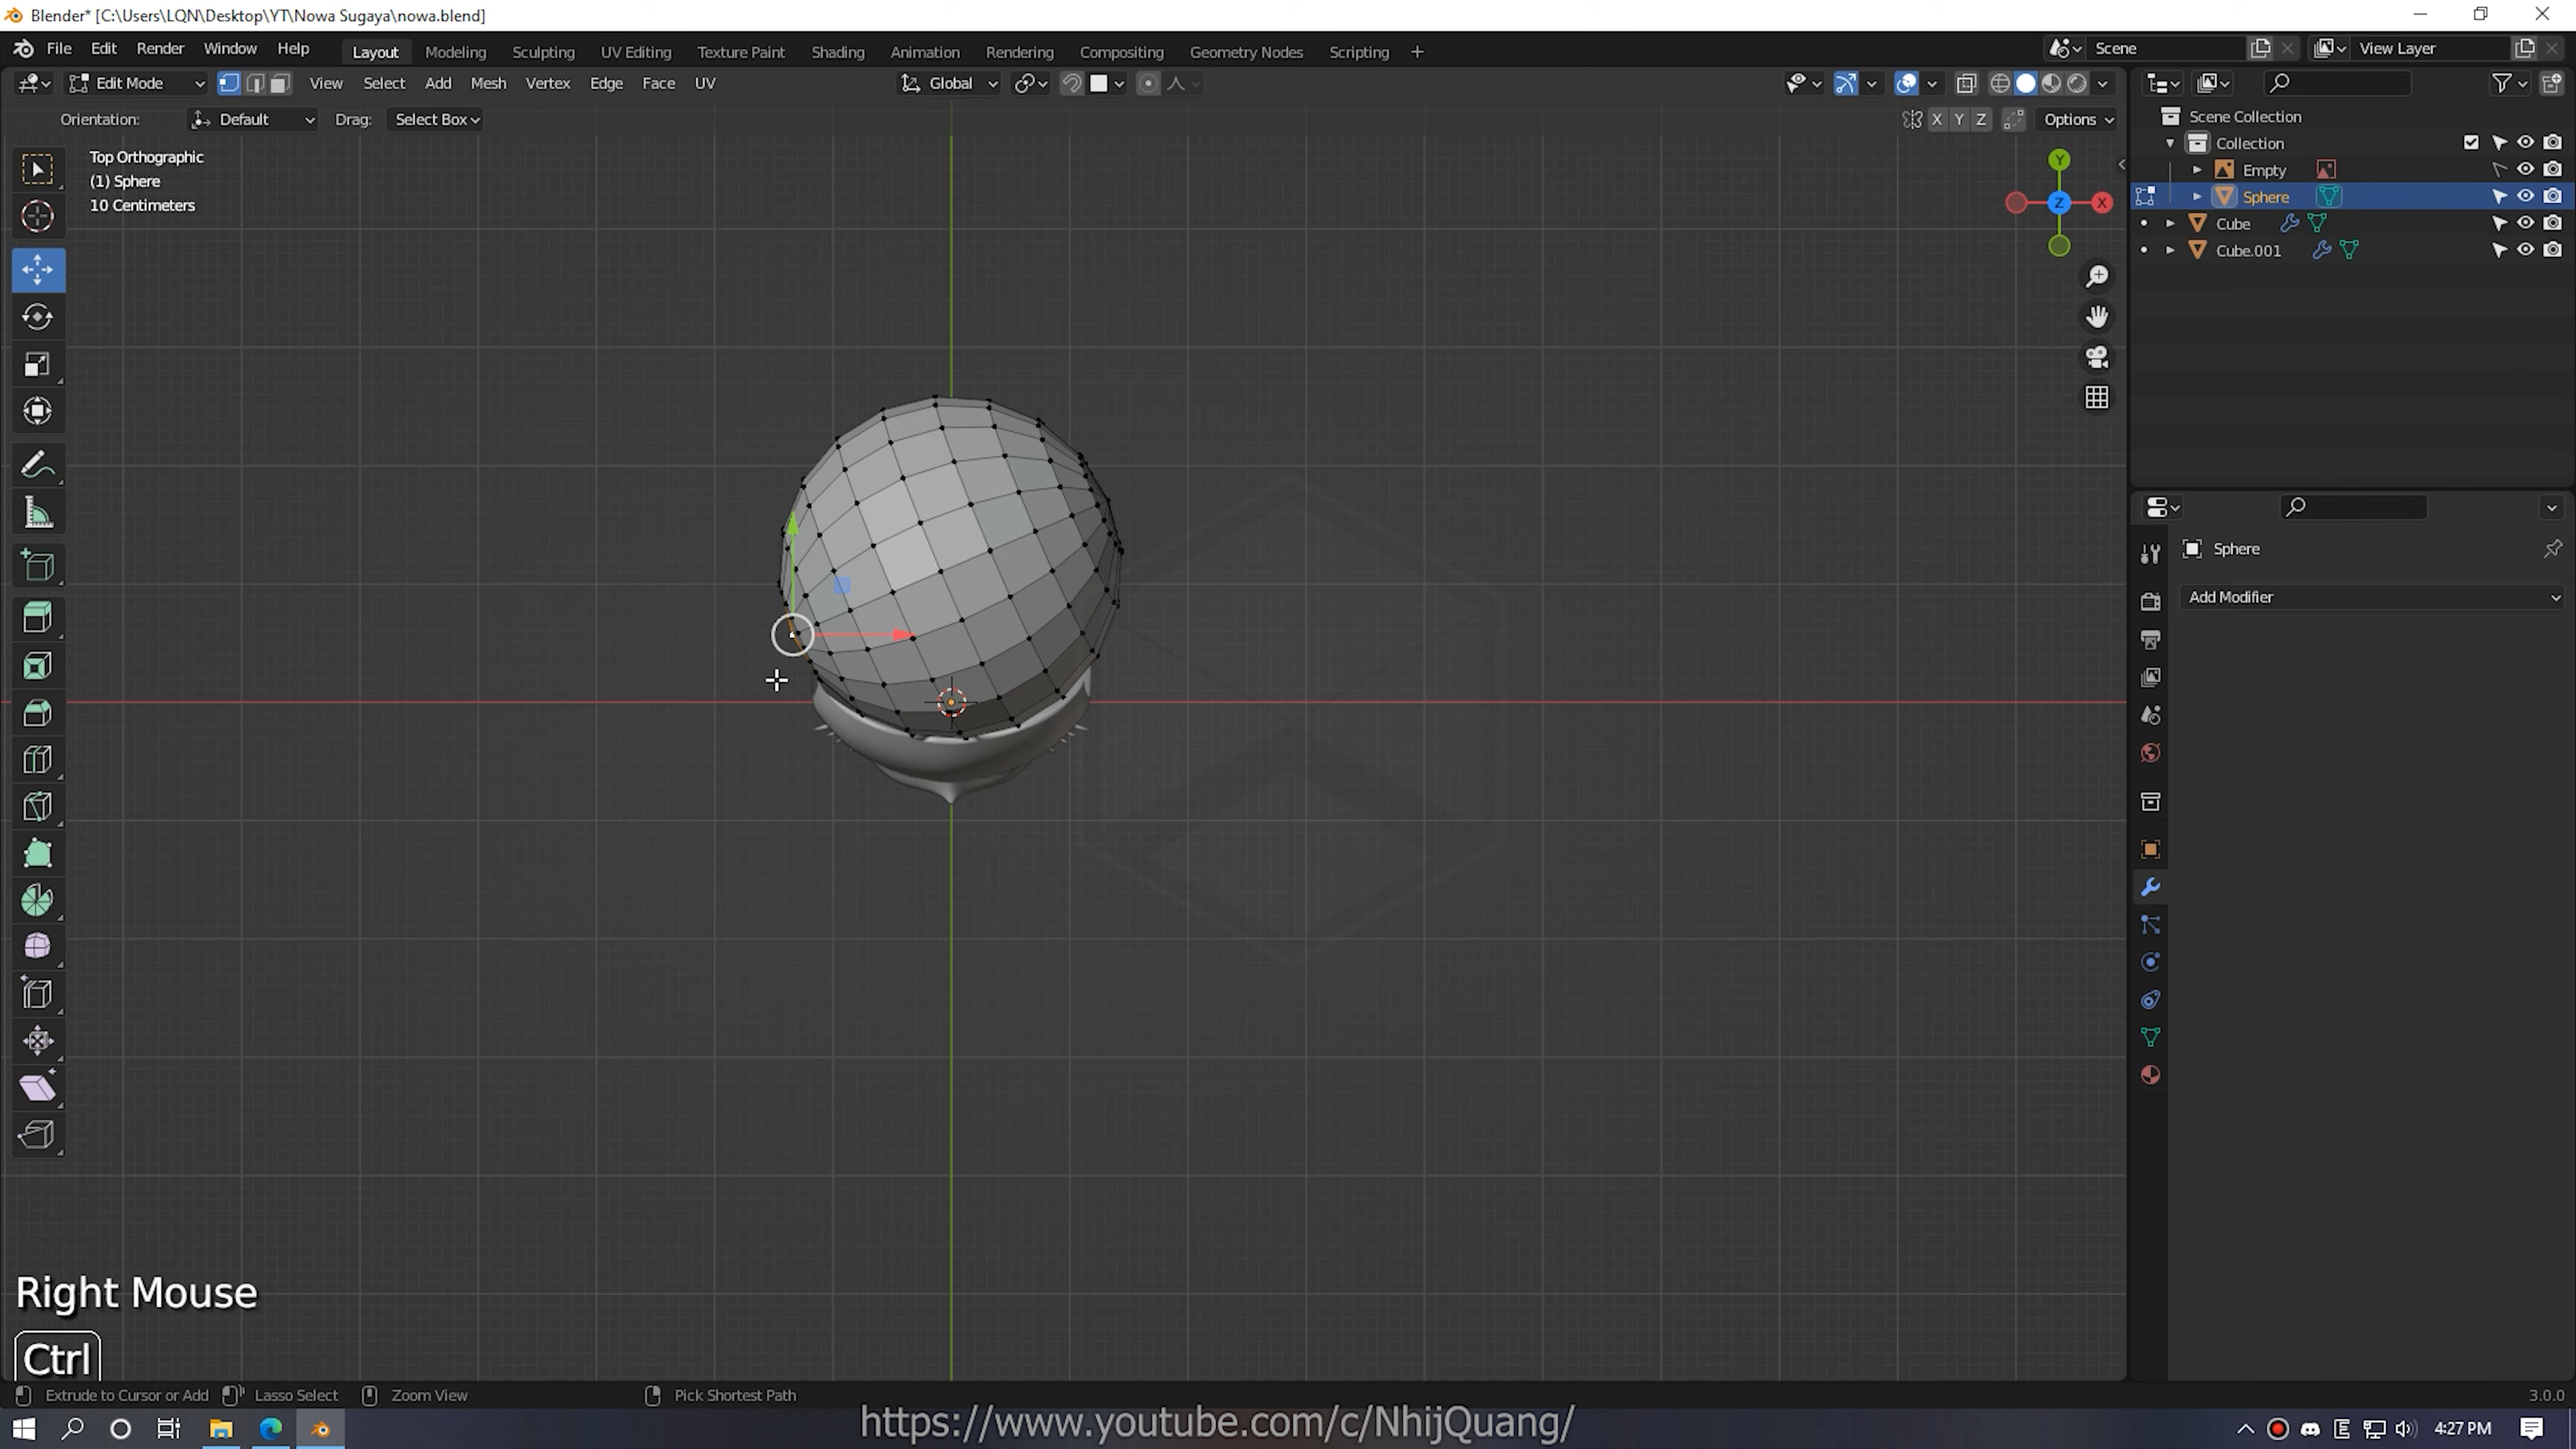 Blender* [C:\Users\LQN\Desktop\YT\Nowa Sugaya\nowa.blend]
File Edit Render Window Help Layout Modeling Sculpting UV Editing Texture Paint Shading Animation Rendering Compositing Geometry Nodes Scripting + Scene View Layer
Edit Mode View Select Add Mesh Vertex Edge Face UV Global
Orientation: Default Drag: Select Box X Y Z Options
Top Orthographic
(1) Sphere
10 Centimeters
Y
Z X
Scene Collection
Collection
Empty
Sphere
Cube
Cube.001
Sphere
Add Modifier
Right Mouse
Ctrl
Extrude to Cursor or Add Lasso Select Zoom View Pick Shortest Path 3.0.0
https://www.youtube.com/c/NhijQuang/
4:27 PM